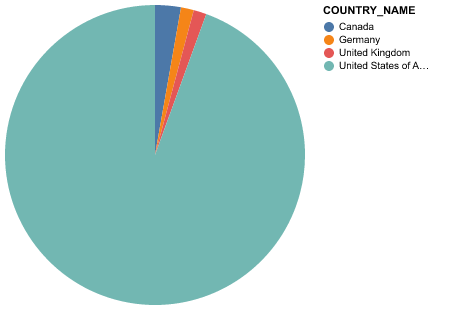 COUNTRY_NAME
Canada
Germany
United Kingdom
United States of A…